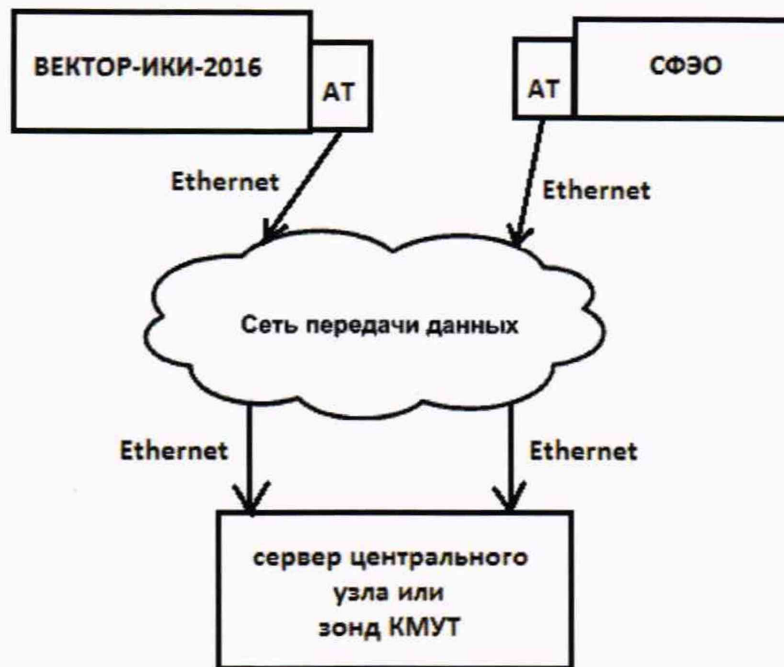 ВЕКТОР-ИКИ-2016
АТ
АТ
СФЭО
Ethernet
Ethernet
Сеть передачи данных
Ethernet
Ethernet
сервер центрального
узла или
зонд КМУТ